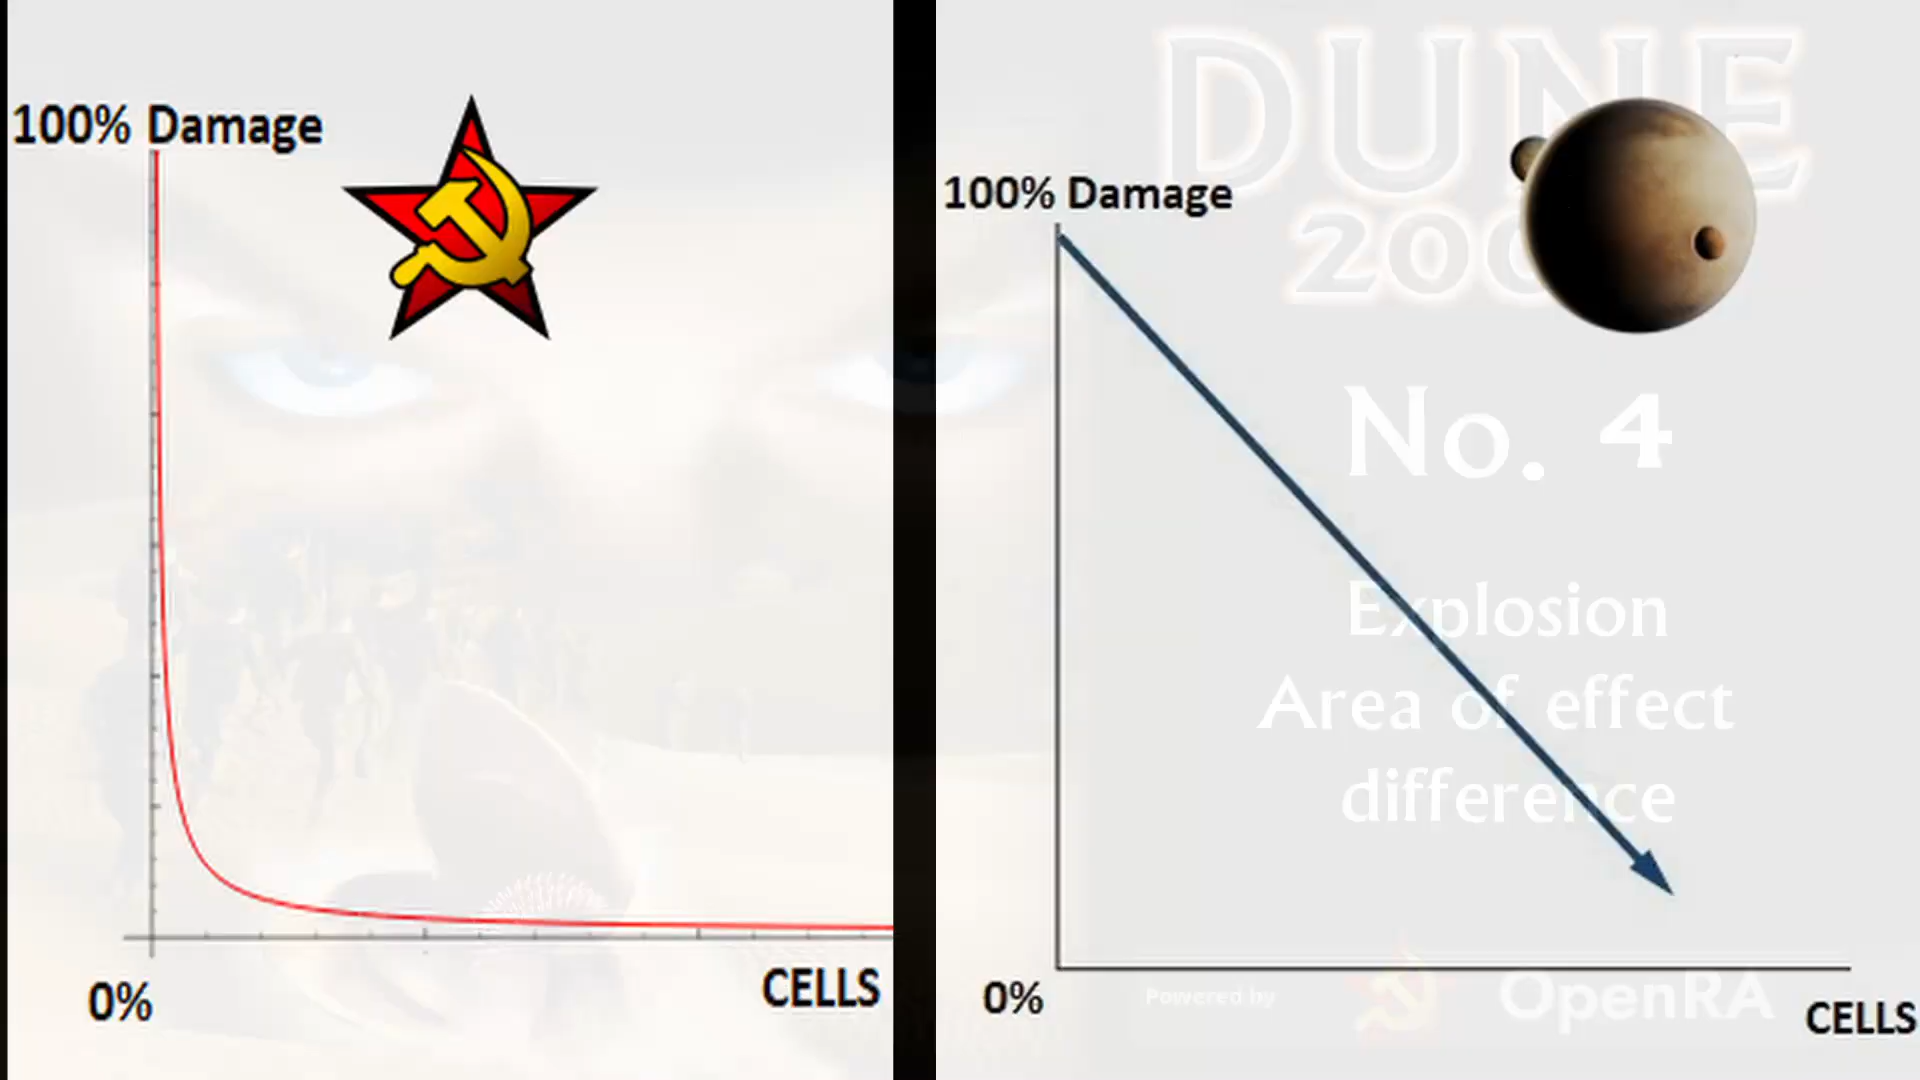 100% Damage
0%
CELLS
DUNE
200
100% Damage
No. 4
Explosion
Area of effect
difference
0%
Powered by
OpenRA
CELLS